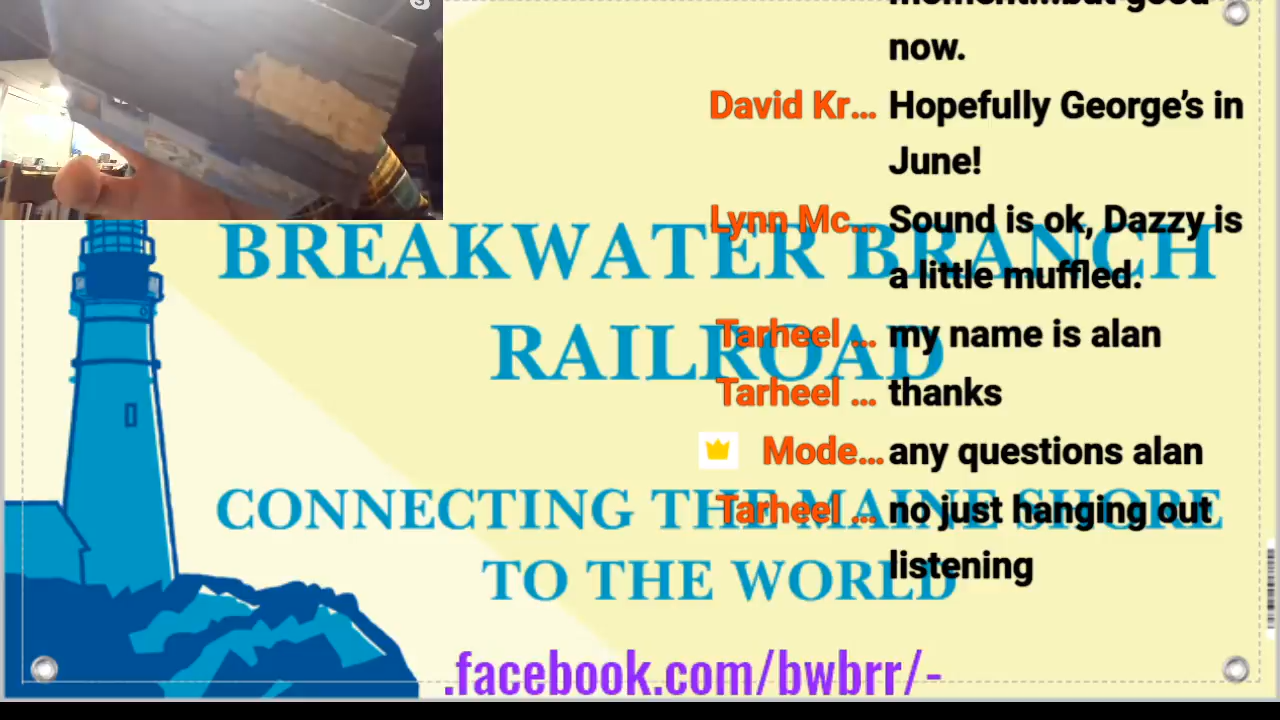 now.
David Kr... Hopefully George's in
June!
Lynn Mc... Sound is ok, Dazzy is
a little muffled.
Tarheel ... my name is alan
Tarheel ... thanks
Mode... any questions alan
Tarheel ... no just hanging out
listening
BREAKWATER BRANCH
RAILROAD
CONNECTING THE MAINE SHORE
TO THE WORLD
.facebook.com/bwbrr/-